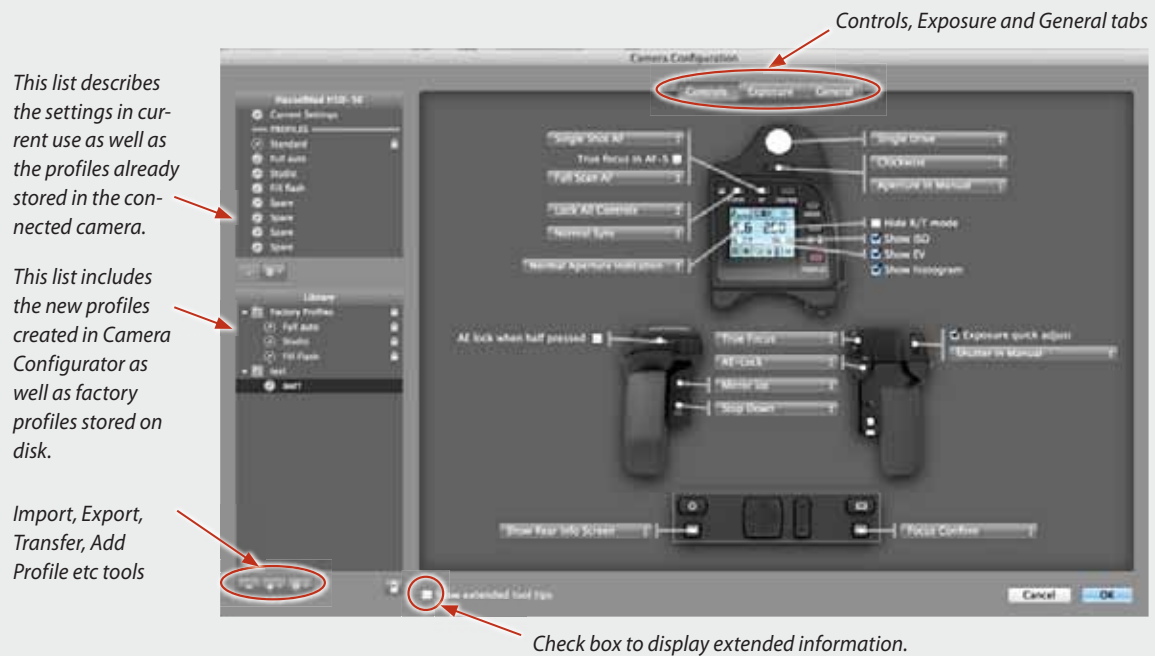 Controls, Exposure and General tabs
Camera Configuration
This list describes
the settings in cur-
rent use as well as
the profiles already
stored in the con-
nected camera.
This list includes
the new profiles
created in Camera
Configurator as
well as factory
profiles stored on
disk.
Import, Export,
Transfer, Add
Profile etc tools
Hasselblad H5D-50
Current Settings
PROFILES
Standard
Full auto
Studio
Fill flash
Spare
Spare
Spare
Spare
Library
Factory Profiles
Full auto
Studio
Fill Flash
Controls
Exposure
General
Single Shot AF
True focus in AF-S
Full Scan AF
Lock All Controls
Normal Sync
Normal Aperture Indication
Single Drive
Clockwise
Aperture in Manual
Hide R/T mode
Show ISO
Show EV
Show histogram
AE lock when half pressed
True Focus
AE-Lock
Mirror Up
Stop Down
Exposure quick adjust
Shutter in Manual
Show Rear Info Screen
Focus Confirm
extended tool tips
Cancel
OK
Check box to display extended information.